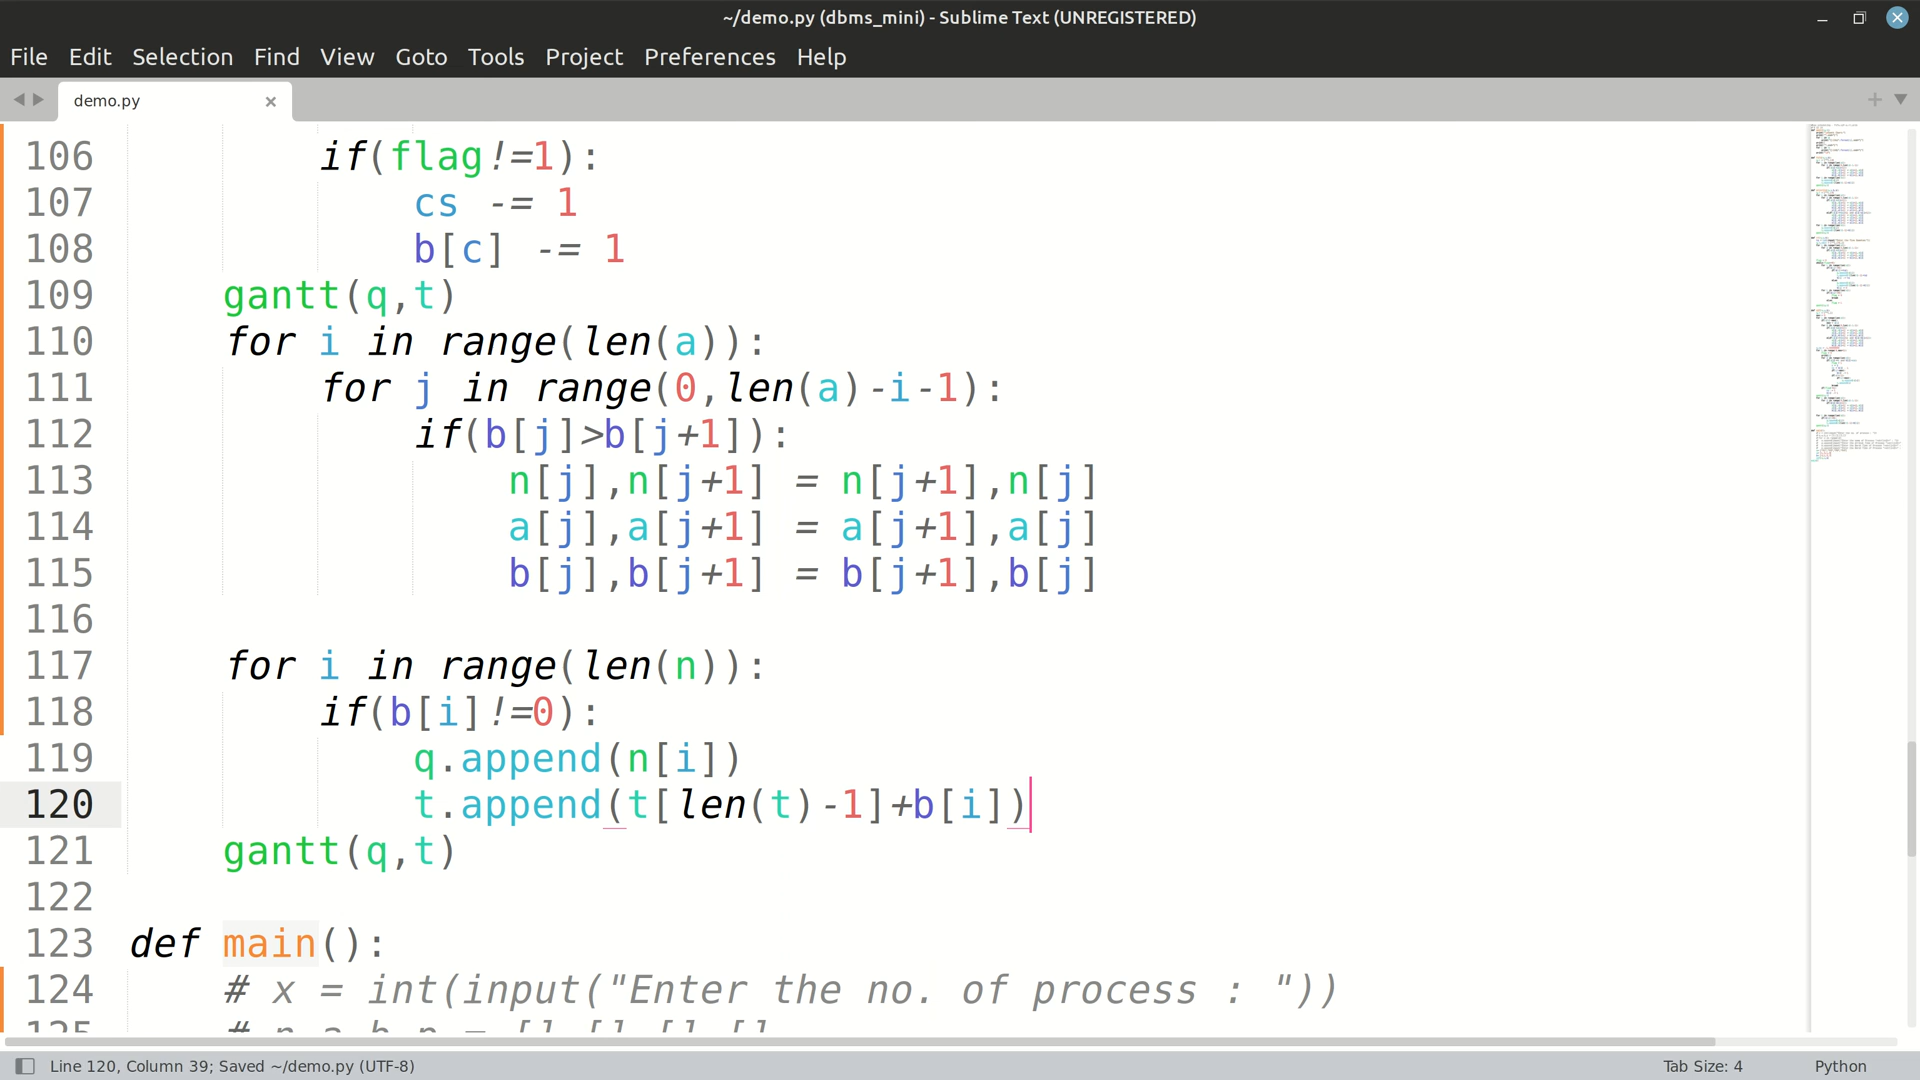 ~/demo.py (dbms_mini) - Sublime Text (UNREGISTERED)
File Edit Selection Find View Goto Tools Project Preferences Help
demo.py
106 if(flag!=1):
107 cs -= 1
108 b[c] -= 1
109 gantt(q,t)
110 for i in range(len(a)):
111 for j in range(0,len(a)-i-1):
112 if(b[j]>b[j+1]):
113 n[j],n[j+1] = n[j+1],n[j]
114 a[j],a[j+1] = a[j+1],a[j]
115 b[j],b[j+1] = b[j+1],b[j]
116
117 for i in range(len(n)):
118 if(b[i]!=0):
119 q.append(n[i])
120 t.append(t[len(t)-1]+b[i])
121 gantt(q,t)
122
123 def main():
124 # x = int(input("Enter the no. of process : "))
Line 120, Column 39; Saved ~/demo.py (UTF-8) Tab Size: 4 Python